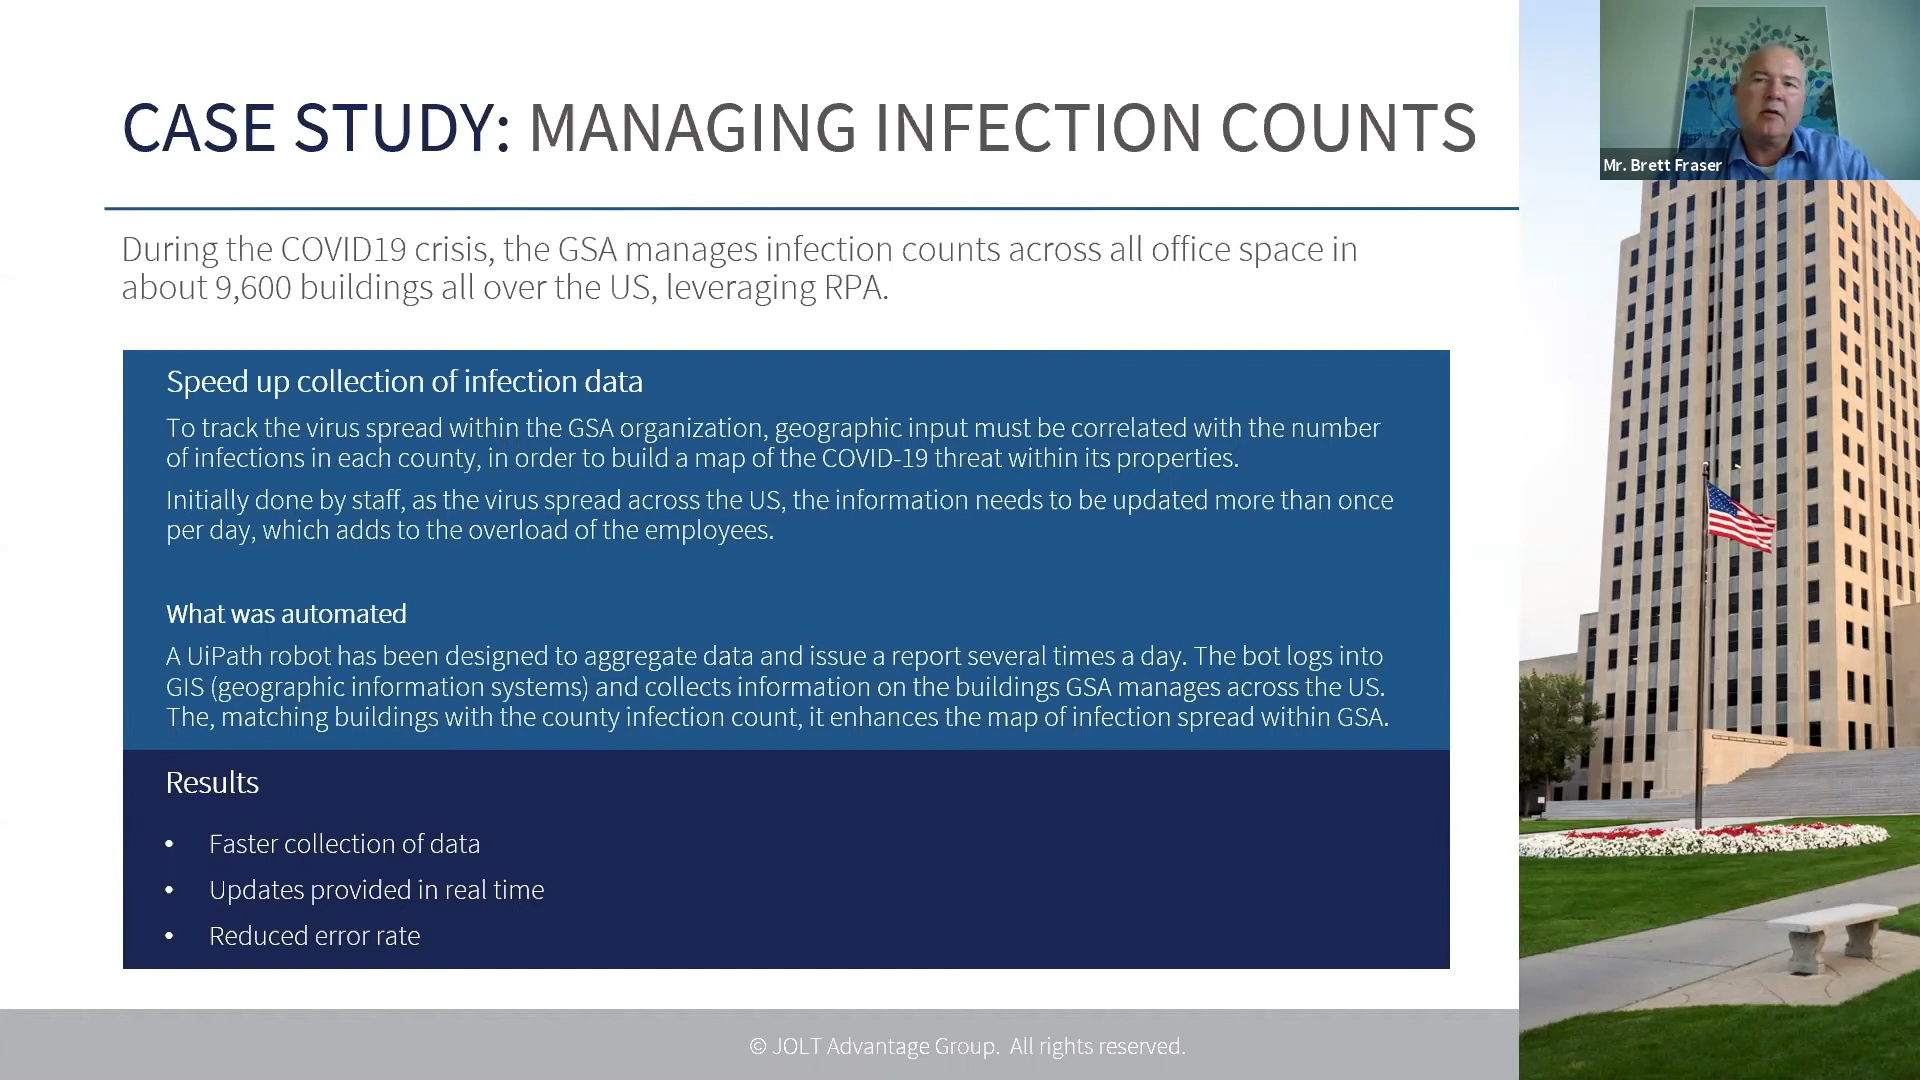 CASE STUDY: MANAGING INFECTION COUNTS
Mr. Brett Fraser
During the COVID19 crisis, the GSA manages infection counts across all office space in
about 9,600 buildings all over the US, leveraging RPA.
Speed up collection of infection data
To track the virus spread within the GSA organization, geographic input must be correlated with the number
of infections in each county, in order to build a map of the COVID-19 threat within its properties.
Initially done by staff, as the virus spread across the US, the information needs to be updated more than once
per day, which adds to the overload of the employees.
What was automated
A UiPath robot has been designed to aggregate data and issue a report several times a day. The bot logs into
GIS (geographic information systems) and collects information on the buildings GSA manages across the US.
The, matching buildings with the county infection count, it enhances the map of infection spread within GSA.
Results
• Faster collection of data
• Updates provided in real time
• Reduced error rate
© JOLT Advantage Group. All rights reserved.